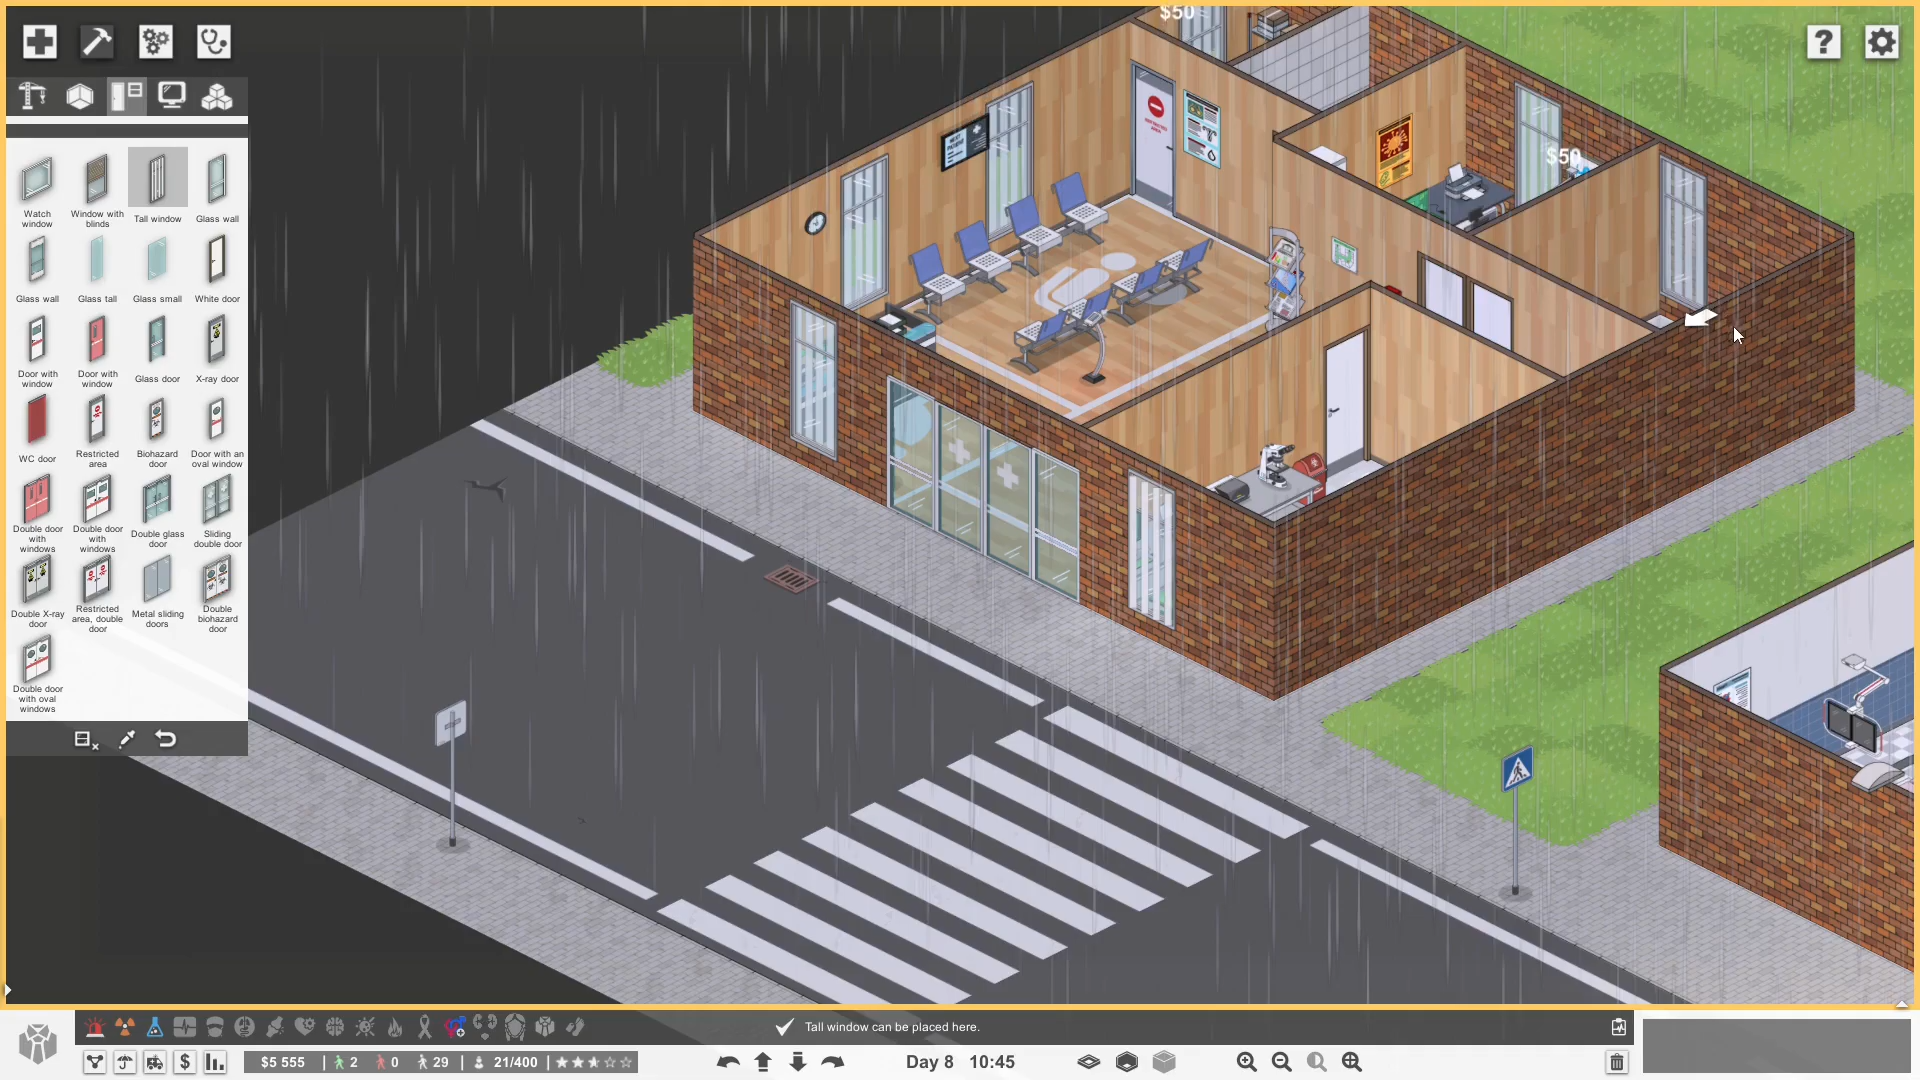 $50
$50
NEXT
PATIENT
RESTRICTED
AREA
Watch
window
Window with
blinds
Tall window
Glass wall
Glass wall
Glass tall
Glass small
White door
Door with
window
Door with
window
Glass door
X-ray door
WC door
Restricted
area
Biohazard
door
Door with an
oval window
Double door
with
windows
Double door
with
windows
Double glass
door
Sliding
double door
Double X-ray
door
Restricted
area, double
door
Metal sliding
doors
Double
biohazard
door
Double door
with oval
windows
Tall window can be placed here.
$5 555
2
0
29
21/400
Day 8 10:45